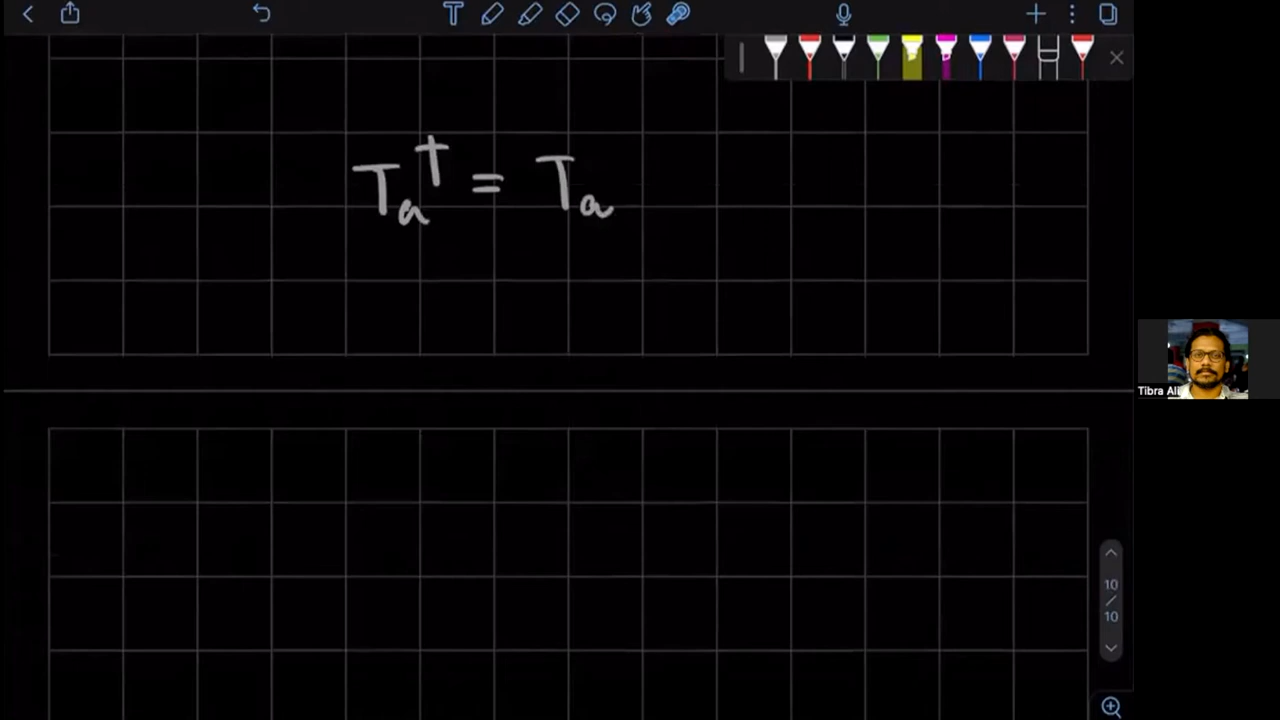 T_a^† = T_a
Tibra Ali
10
/
10